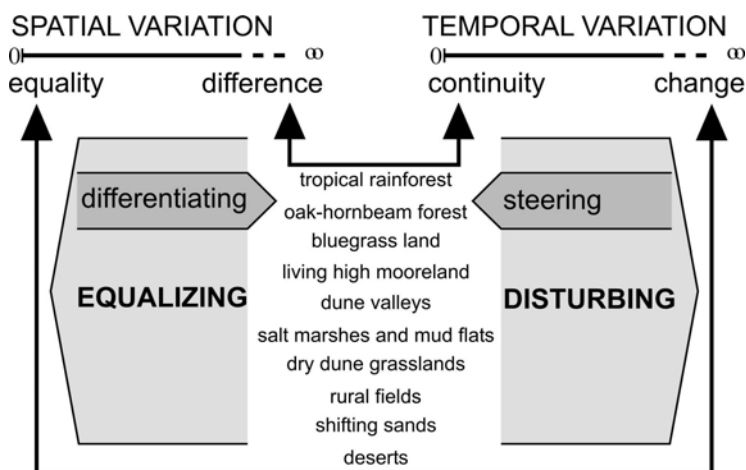 SPATIAL VARIATION
TEMPORAL VARIATION
0 ∞
0 ∞
equality difference
continuity change
tropical rainforest
differentiating
steering
oak-hornbeam forest
bluegrass land
living high mooreland
EQUALIZING
DISTURBING
dune valleys
salt marshes and mud flats
dry dune grasslands
rural fields
shifting sands
deserts